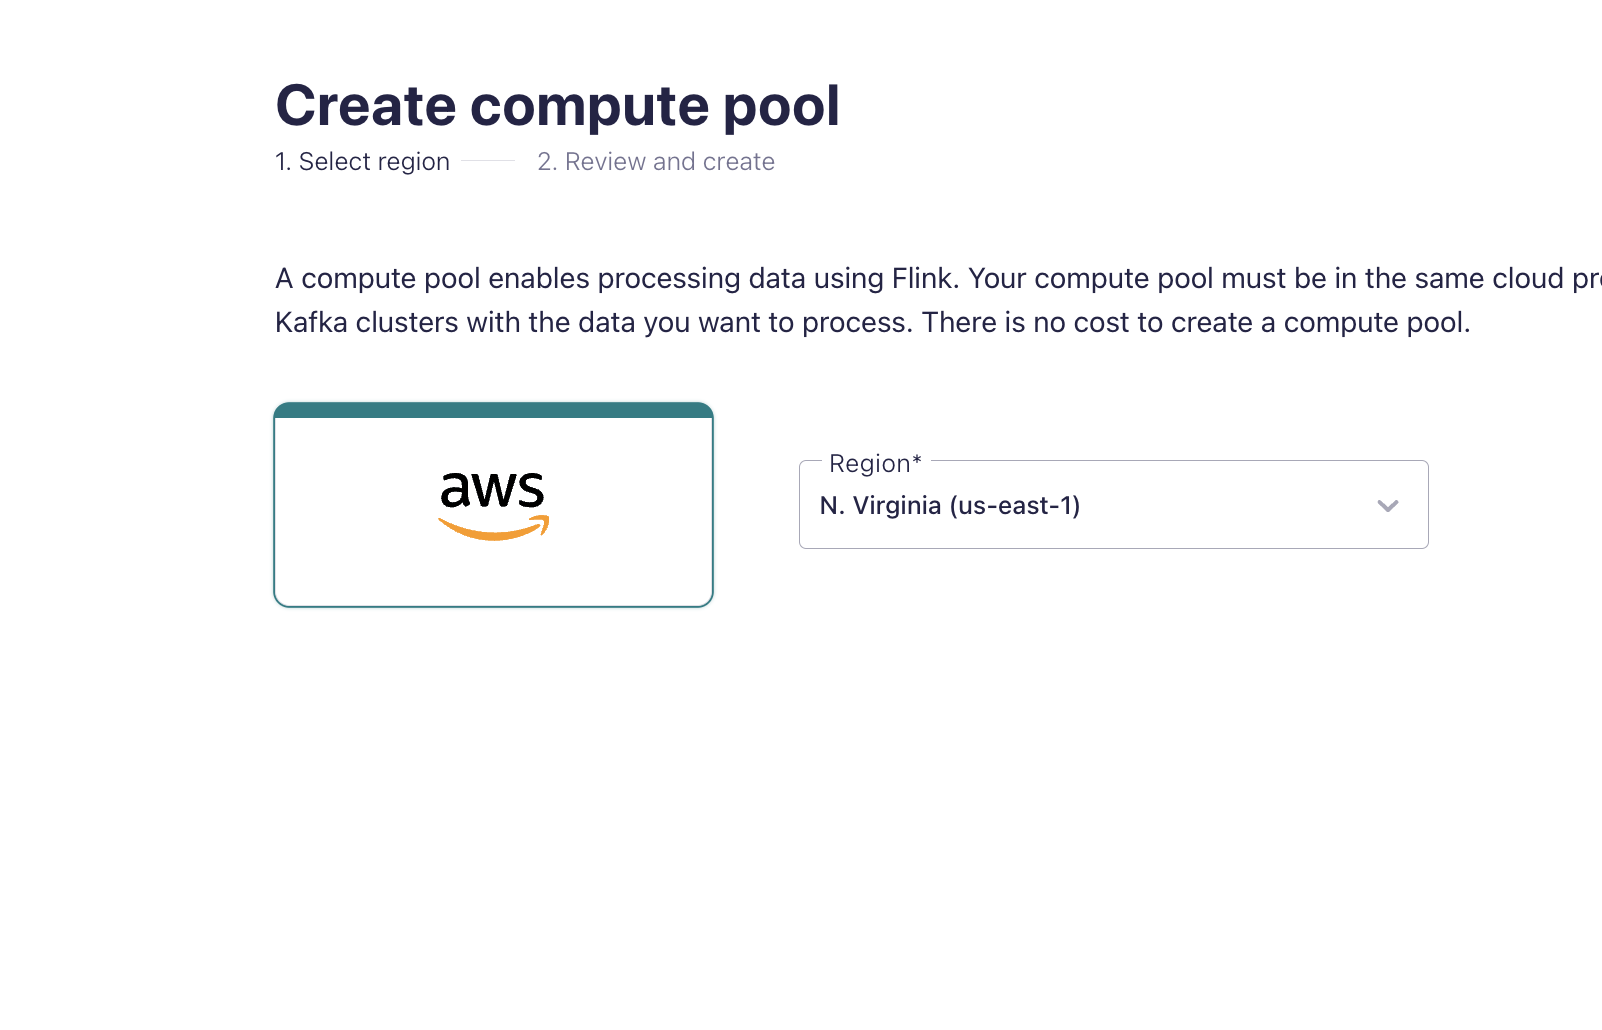 Create compute pool
1. Select region 2. Review and create
A compute pool enables processing data using Flink. Your compute pool must be in the same cloud
Kafka clusters with the data you want to process. There is no cost to create a compute pool.
aws
Region*
N. Virginia (us-east-1)